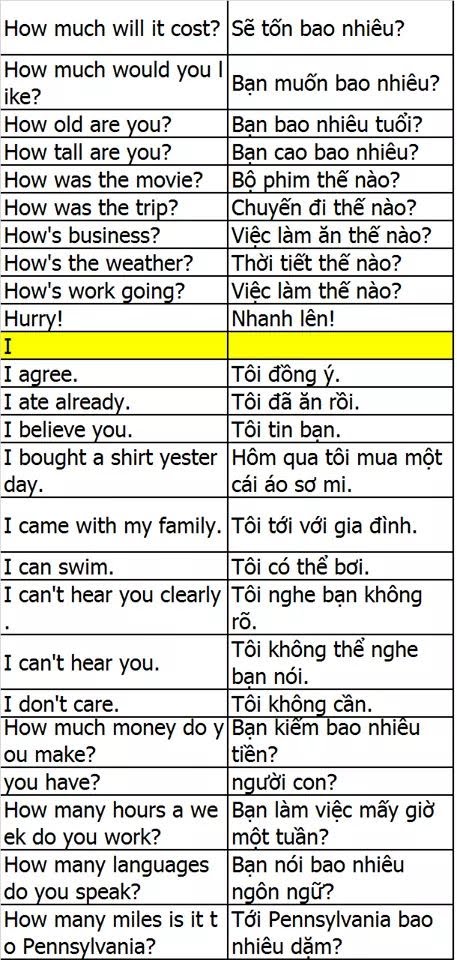 How much will it cost? Sẽ tốn bao nhiêu?
How much would you l Bạn muốn bao nhiêu?
ike?
How old are you? Bạn bao nhiêu tuổi?
How tall are you? Bạn cao bao nhiêu?
How was the movie? Bộ phim thế nào?
How was the trip? Chuyến đi thế nào?
How's business? Việc làm ăn thế nào?
How's the weather? Thời tiết thế nào?
How's work going? Việc làm thế nào?
Hurry! Nhanh lên!
I
I agree. Tôi đồng ý.
I ate already. Tôi đã ăn rồi.
I believe you. Tôi tin bạn.
I bought a shirt yester Hôm qua tôi mua một
day. cái áo sơ mi.
I came with my family. Tôi tới với gia đình.
I can swim. Tôi có thể bơi.
I can't hear you clearly Tôi nghe bạn không
. rõ.
I can't hear you. Tôi không thể nghe
bạn nói.
I don't care. Tôi không cần.
How much money do y Bạn kiếm bao nhiêu
ou make? tiền?
you have? người con?
How many hours a we Bạn làm việc mấy giờ
ek do you work? một tuần?
How many languages Bạn nói bao nhiêu
do you speak? ngôn ngữ?
How many miles is it t Tới Pennsylvania bao
o Pennsylvania? nhiêu dặm?